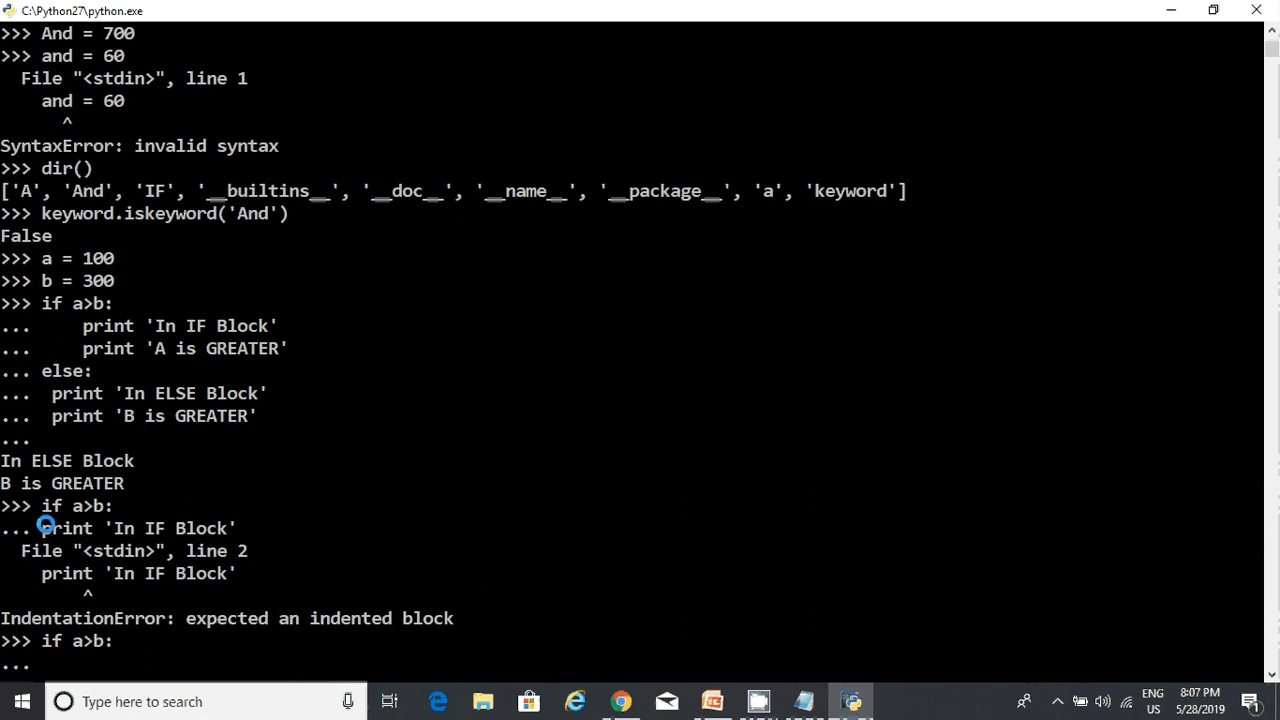 C:\Python27\python.exe
>>> And = 700
>>> and = 60
  File "<stdin>", line 1
    and = 60
      ^
SyntaxError: invalid syntax
>>> dir()
['A', 'And', 'IF', '__builtins__', '__doc__', '__name__', '__package__', 'a', 'keyword']
>>> keyword.iskeyword('And')
False
>>> a = 100
>>> b = 300
>>> if a>b:
...     print 'In IF Block'
...     print 'A is GREATER'
... else:
...  print 'In ELSE Block'
...  print 'B is GREATER'
...
In ELSE Block
B is GREATER
>>> if a>b:
... print 'In IF Block'
  File "<stdin>", line 2
    print 'In IF Block'
        ^
IndentationError: expected an indented block
>>> if a>b:
...
Type here to search
ENG
US
8:07 PM
5/28/2019
1